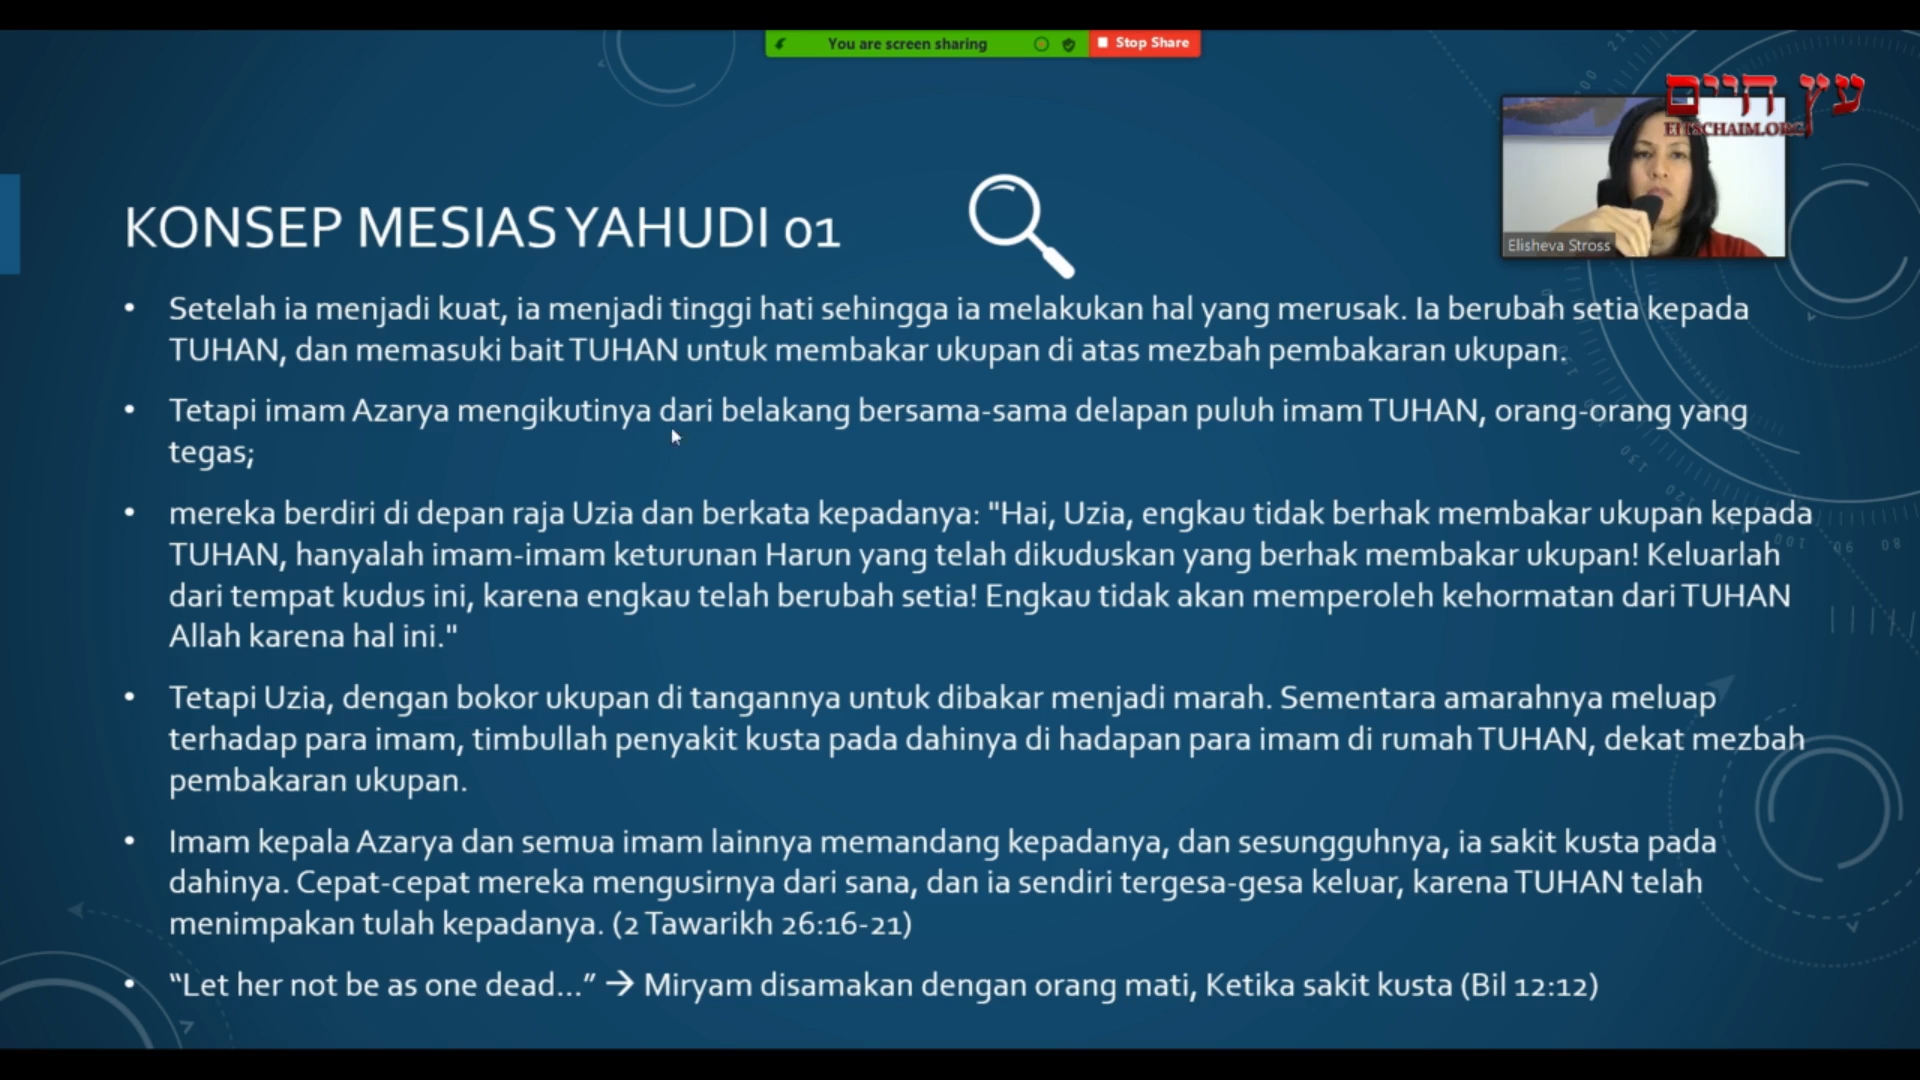 You are screen sharing
Stop Share
עץ חיים
Elisheva Stross
KONSEP MESIAS YAHUDI 01
• Setelah ia menjadi kuat, ia menjadi tinggi hati sehingga ia melakukan hal yang merusak. Ia berubah setia kepada
TUHAN, dan memasuki bait TUHAN untuk membakar ukupan di atas mezbah pembakaran ukupan.
• Tetapi imam Azarya mengikutinya dari belakang bersama-sama delapan puluh imam TUHAN, orang-orang yang
tegas;
• mereka berdiri di depan raja Uzia dan berkata kepadanya: "Hai, Uzia, engkau tidak berhak membakar ukupan kepada
TUHAN, hanyalah imam-imam keturunan Harun yang telah dikuduskan yang berhak membakar ukupan! Keluarlah
dari tempat kudus ini, karena engkau telah berubah setia! Engkau tidak akan memperoleh kehormatan dari TUHAN
Allah karena hal ini."
• Tetapi Uzia, dengan bokor ukupan di tangannya untuk dibakar menjadi marah. Sementara amarahnya meluap
terhadap para imam, timbullah penyakit kusta pada dahinya di hadapan para imam di rumah TUHAN, dekat mezbah
pembakaran ukupan.
• Imam kepala Azarya dan semua imam lainnya memandang kepadanya, dan sesungguhnya, ia sakit kusta pada
dahinya. Cepat-cepat mereka mengusirnya dari sana, dan ia sendiri tergesa-gesa keluar, karena TUHAN telah
menimpakan tulah kepadanya. (2 Tawarikh 26:16-21)
• “Let her not be as one dead...” → Miryam disamakan dengan orang mati, Ketika sakit kusta (Bil 12:12)